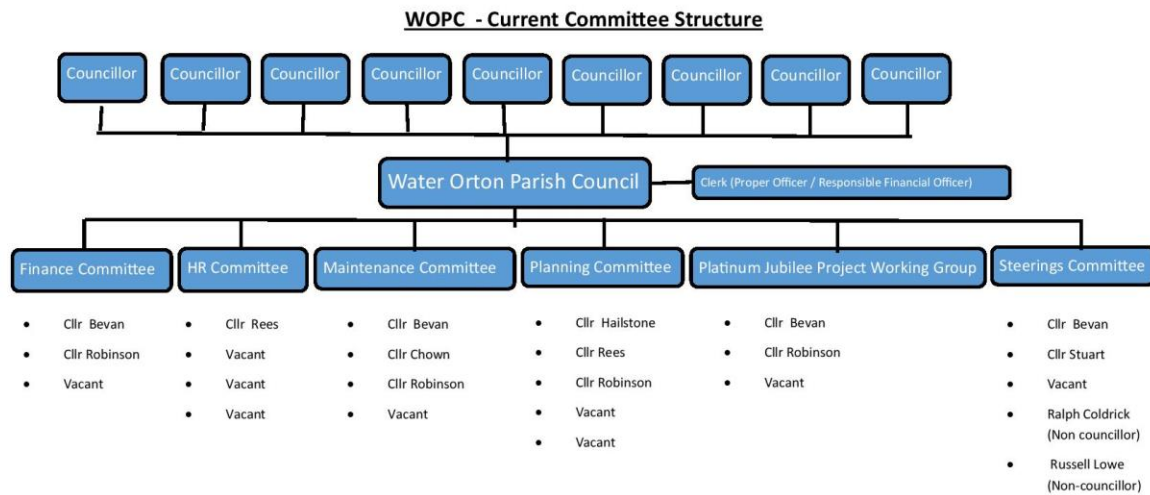 WOPC - Current Committee Structure
Councillor Councillor Councillor Councillor Councillor Councillor Councillor Councillor Councillor
Water Orton Parish Council
Clerk (Proper Officer / Responsible Financial Officer)
Finance Committee
HR Committee
Maintenance Committee
Planning Committee
Platinum Jubilee Project Working Group
Steerings Committee
• Cllr Bevan
• Cllr Robinson
• Vacant
• Cllr Rees
• Vacant
• Vacant
• Vacant
• Cllr Bevan
• Cllr Chown
• Cllr Robinson
• Vacant
• Cllr Hailstone
• Cllr Rees
• Cllr Robinson
• Vacant
• Vacant
• Cllr Bevan
• Cllr Robinson
• Vacant
• Cllr Bevan
• Cllr Stuart
• Vacant
• Ralph Coldrick
(Non councillor)
• Russell Lowe
(Non-councillor)